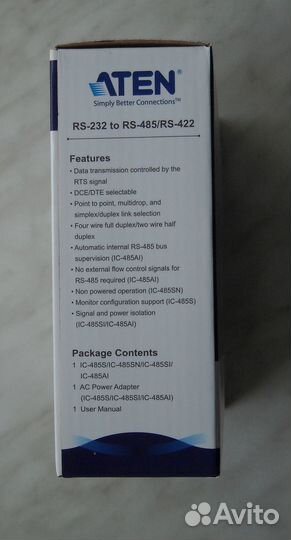 ATEN®
Simply Better Connections™
RS-232 to RS-485/RS-422
Features
• Data transmission controlled by the
RTS signal
• DCE/DTE selectable
• Point to point, multidrop, and
simplex/duplex link selection
• Four wire full duplex/two wire half
duplex
• Automatic internal RS-485 bus
supervision (IC-485AI)
• No external flow control signals for
RS-485 required (IC-485AI)
• Non powered operation (IC-485SN)
• Monitor configuration support (IC-485S)
• Signal and power isolation
(IC-485SI/IC-485AI)
Package Contents
1 IC-485S/IC-485SN/IC-485SI/
IC-485AI
1 AC Power Adapter
(IC-485S/IC-485SI/IC-485AI)
1 User Manual
Avito